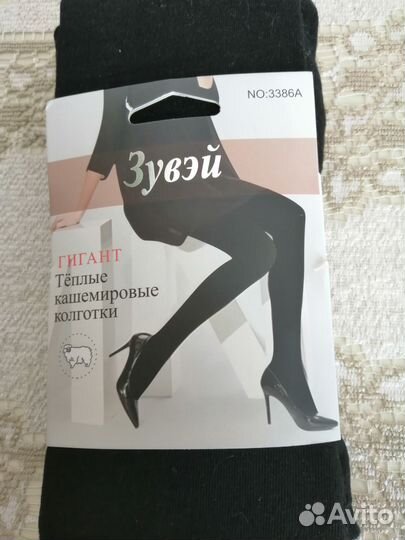 NO:3386A
Зувэй
ГИГАНТ
Тёплые
кашемировые
колготки
Avito